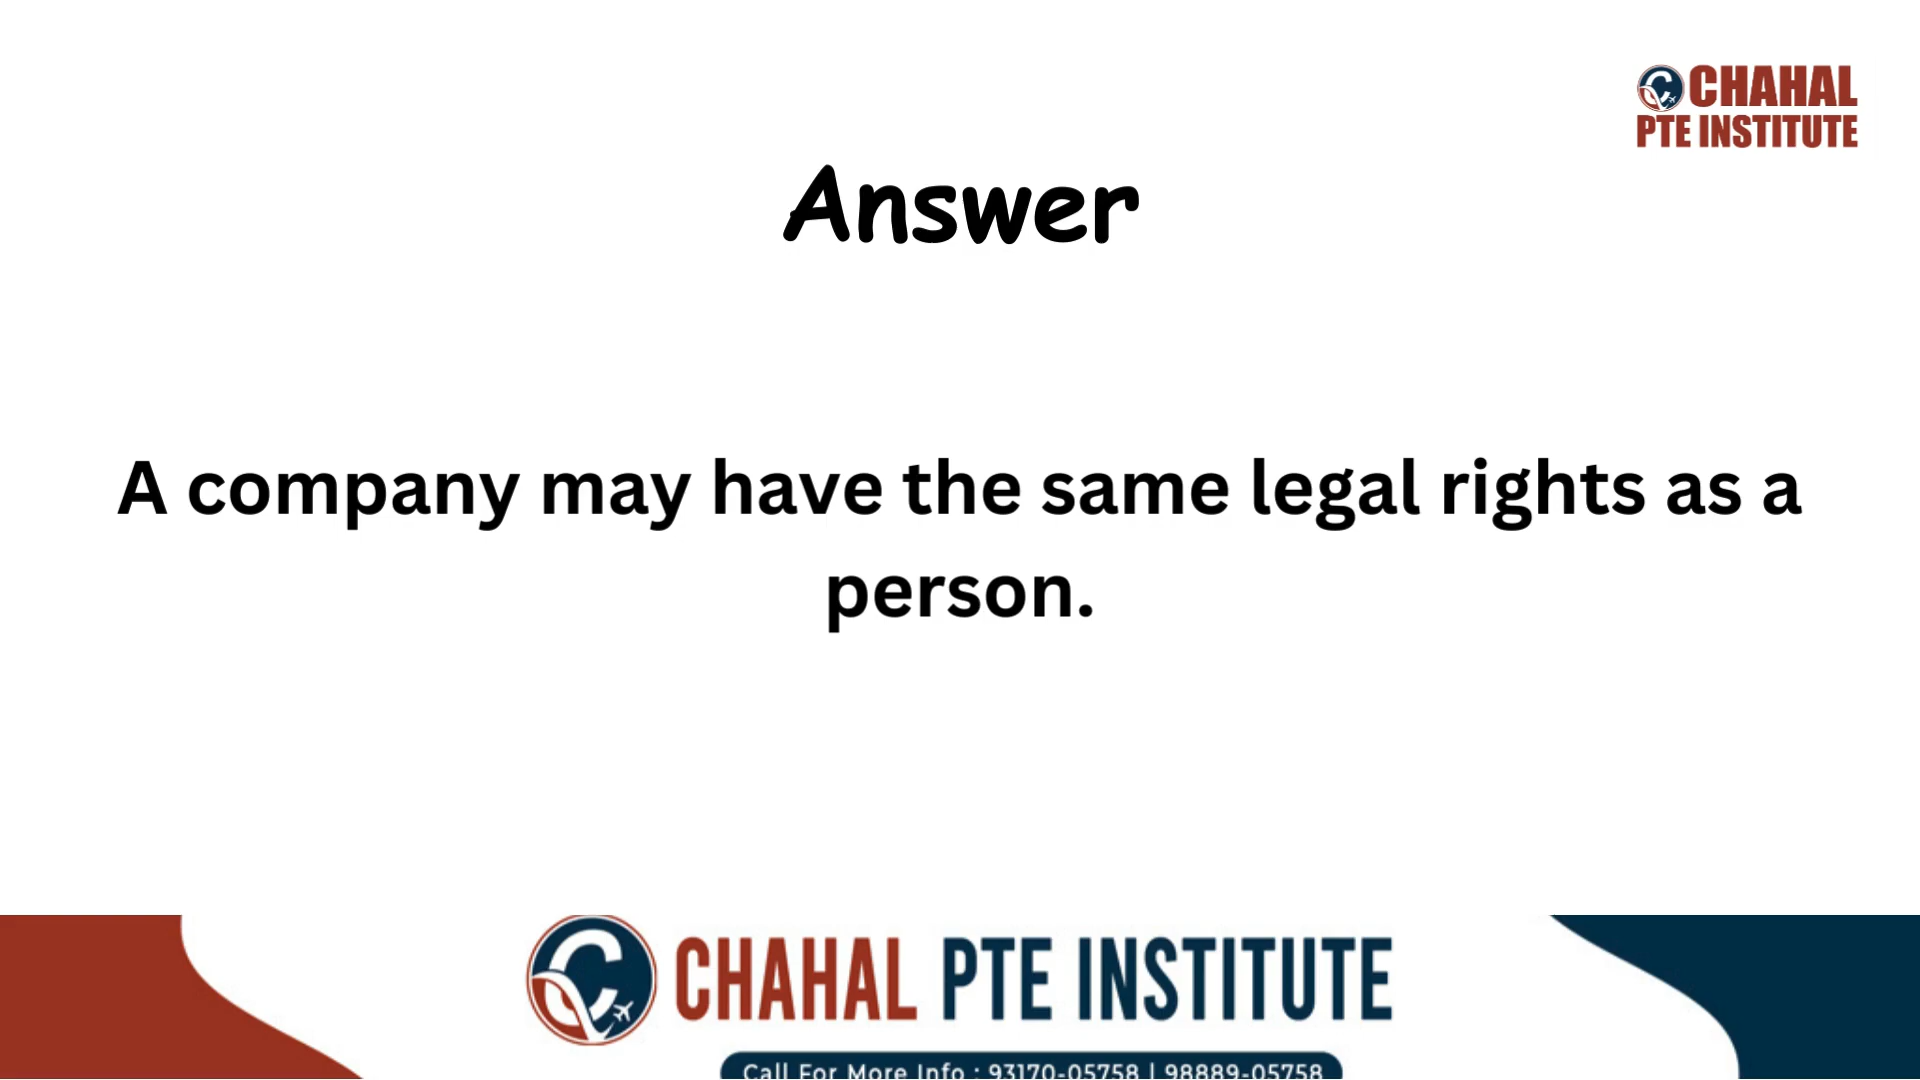 CHAHAL
PTE INSTITUTE
Answer
A company may have the same legal rights as a
person.
CHAHAL PTE INSTITUTE
Call For More Info : 93170-05758 | 98889-05758